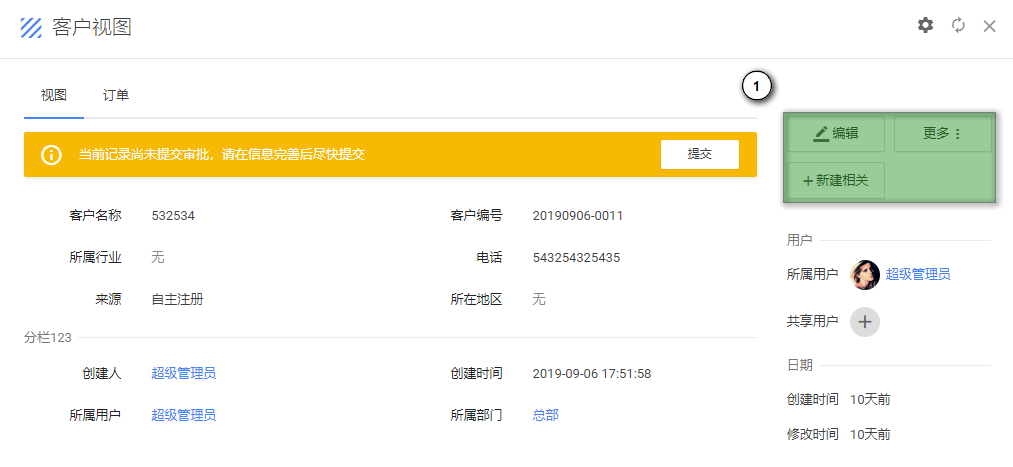 客户视图
视图 订单
当前记录尚未提交审批，请在信息完善后尽快提交 提交
客户名称 532534 客户编号 20190906-0011
所属行业 无 电话 543254325435
来源 自主注册 所在地区 无
分栏123
创建人 超级管理员 创建时间 2019-09-06 17:51:58
所属用户 超级管理员 所属部门 总部
1
编辑 更多
+新建相关
用户
所属用户 超级管理员
共享用户 +
日期
创建时间 10天前
修改时间 10天前